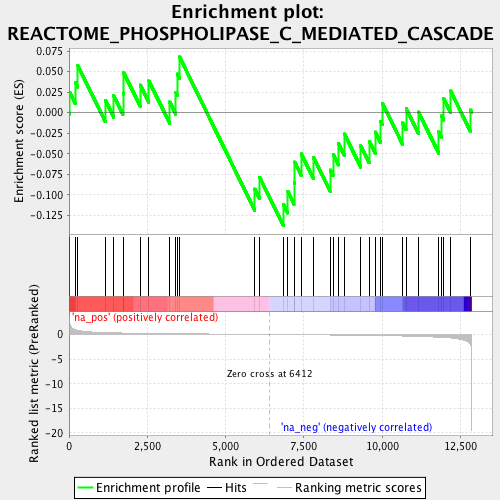 Enrichment plot:
REACTOME_PHOSPHOLIPASE_C_MEDIATED_CASCADE
Enrichment score (ES)
0.075
0.050
0.025
0.000
-0.025
-0.050
-0.075
-0.100
-0.125
'na_pos' (positively correlated)
Ranked list metric (PreRanked)
0
-5
-10
-15
-20
Zero cross at 6412
'na_neg' (negatively correlated)
0
2,500
5,000
7,500
10,000
12,500
Rank in Ordered Dataset
Enrichment profile
Hits
Ranking metric scores